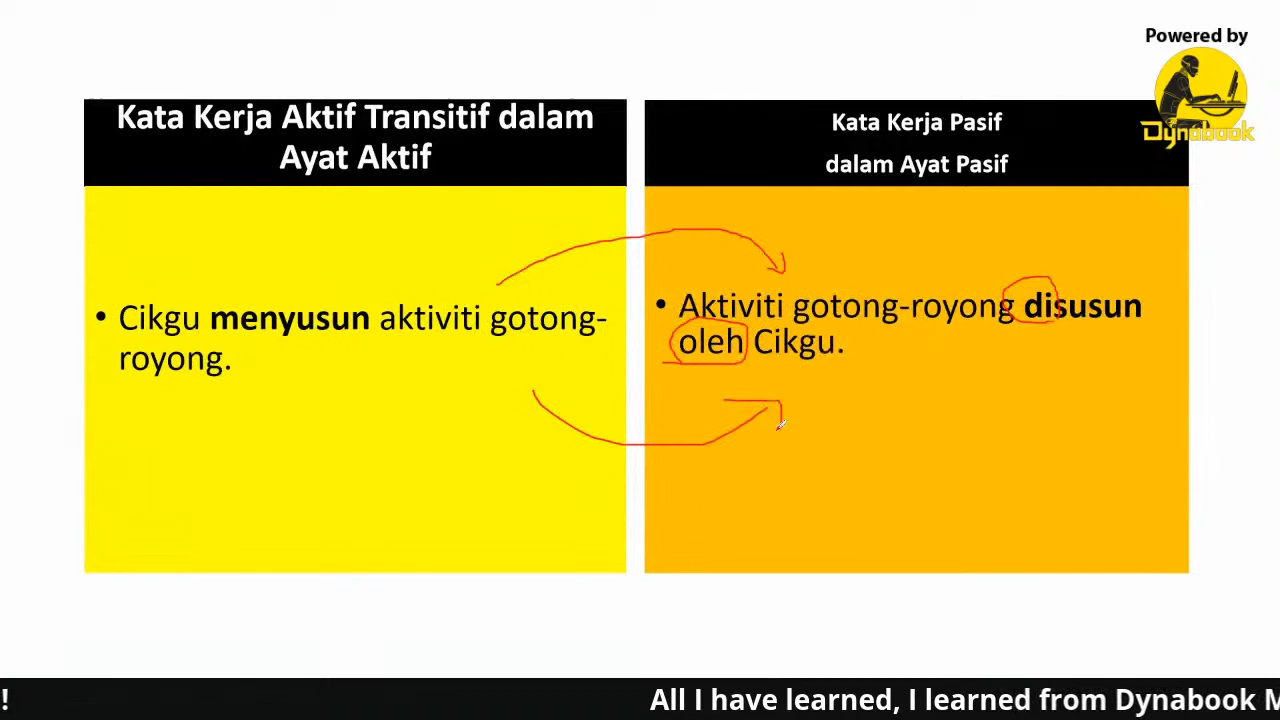 Powered by
Dynabook
Kata Kerja Aktif Transitif dalam
Ayat Aktif
• Cikgu menyusun aktiviti gotong-
royong.
Kata Kerja Pasif
dalam Ayat Pasif
• Aktiviti gotong-royong disusun
oleh Cikgu.
! All I have learned, I learned from Dynabook M